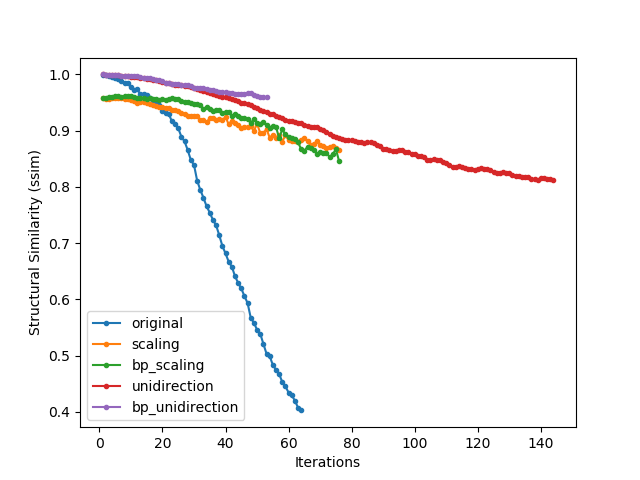 1.0
0.9
0.8
0.7
0.6
0.5
0.4
Structural Similarity (ssim)
original
scaling
bp_scaling
unidirection
bp_unidirection
0 20 40 60 80 100 120 140
Iterations